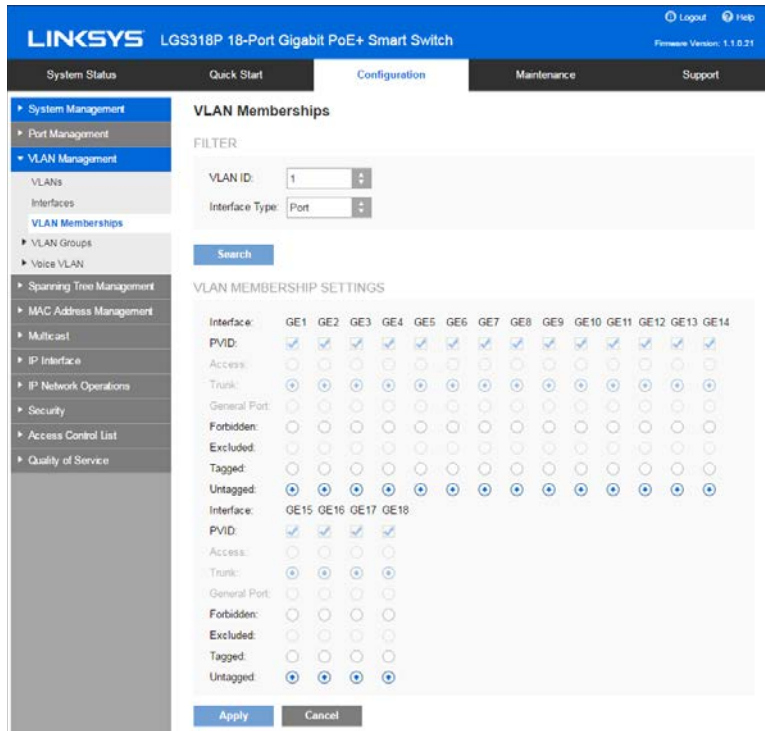 Logout Help
LINKSYS LGS318P 18-Port Gigabit PoE+ Smart Switch
Firmware Version: 1.1.0.21
System Status Quick Start Configuration Maintenance Support
System Management
Port Management
VLAN Management
VLANs
Interfaces
VLAN Memberships
VLAN Groups
Voice VLAN
Spanning Tree Management
MAC Address Management
Multicast
IP Interface
IP Network Operations
Security
Access Control List
Quality of Service
VLAN Memberships
FILTER
VLAN ID: 1
Interface Type: Port
Search
VLAN MEMBERSHIP SETTINGS
Interface: GE1 GE2 GE3 GE4 GE5 GE6 GE7 GE8 GE9 GE10 GE11 GE12 GE13 GE14
PVID:
Access:
Trunk:
General Port:
Forbidden:
Excluded:
Tagged:
Untagged:
Interface: GE15 GE16 GE17 GE18
PVID:
Access:
Trunk:
General Port:
Forbidden:
Excluded:
Tagged:
Untagged:
Apply Cancel